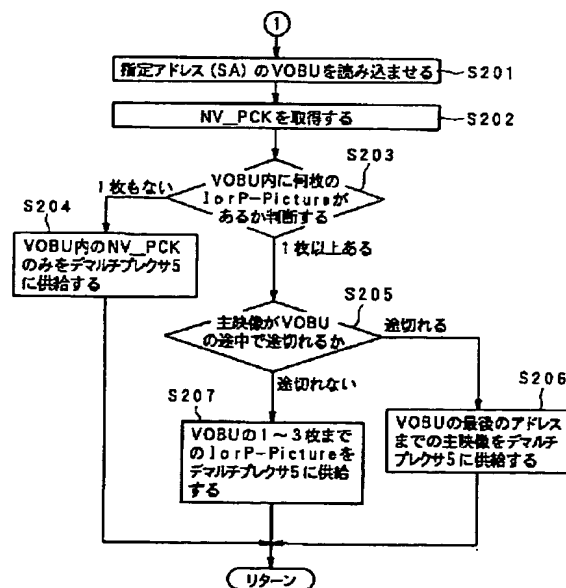 1
指定アドレス(SA)のVOBUを読み込ませる
S201
NV_PCKを取得する
S202
S203
VOBU内に何枚の
IorP-Pictureが
あるか判断する
1枚もない
S204
VOBU内のNV_PCK
のみをデマルチプレクサ5
に供給する
1枚以上ある
S205
主映像がVOBU
の途中で途切れるか
途切れる
途切れない
S206
VOBUの最後のアドレス
までの主映像をデマルチ
プレクサ5に供給する
S207
VOBUの1〜3枚まで
のIorP-Pictureを
デマルチプレクサ5に供給
する
リターン